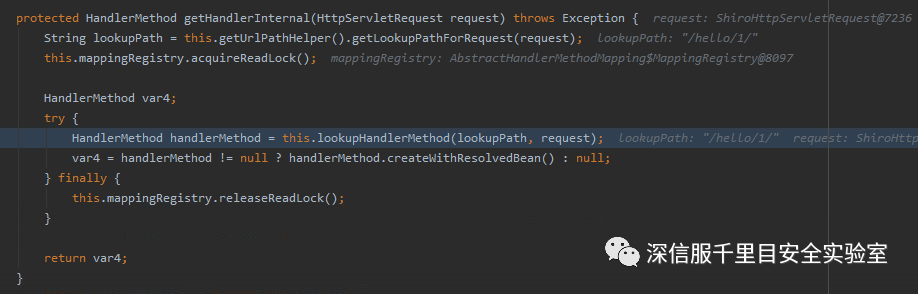 protected HandlerMethod getHandlerInternal(HttpServletRequest request) throws Exception {  request: ShiroHttpServletRequest@7236
    String lookupPath = this.getUrlPathHelper().getLookupPathForRequest(request);  lookupPath: "/hello/1/"
    this.mappingRegistry.acquireReadLock();  mappingRegistry: AbstractHandlerMethodMapping$MappingRegistry@8097
    HandlerMethod var4;
    try {
        HandlerMethod handlerMethod = this.lookupHandlerMethod(lookupPath, request);  lookupPath: "/hello/1/"  request: ShiroHttp
        var4 = handlerMethod != null ? handlerMethod.createWithResolvedBean() : null;
    } finally {
        this.mappingRegistry.releaseReadLock();
    }
    return var4;
}
深信服千里目安全实验室